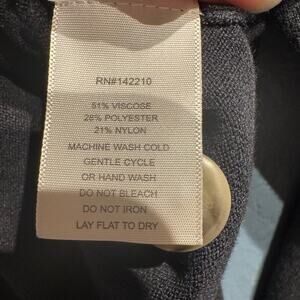 RN#142210
51% VISCOSE
28% POLYESTER
21% NYLON
MACHINE WASH COLD
GENTLE CYCLE
OR HAND WASH
DO NOT BLEACH
DO NOT IRON
LAY FLAT TO DRY